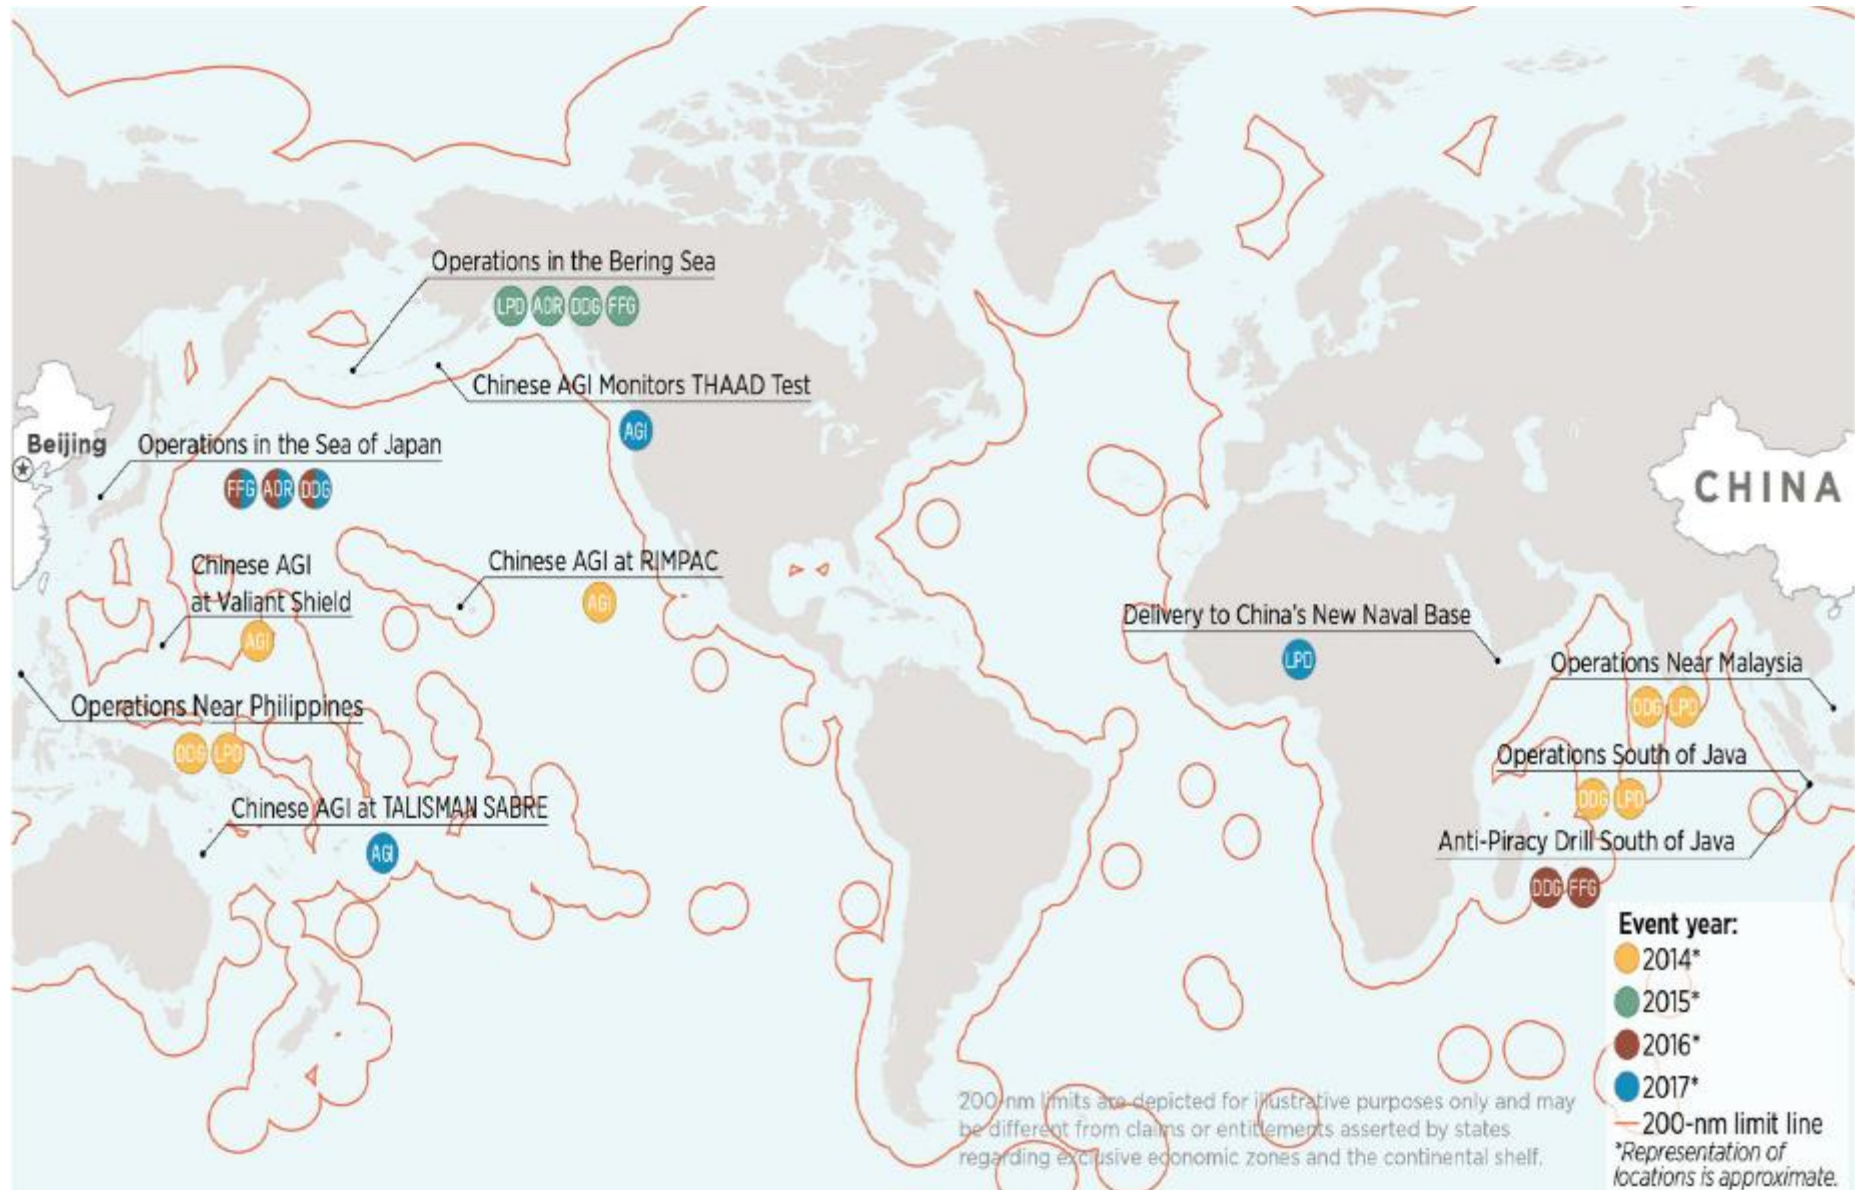 Operations in the Bering Sea
LPD AOR DDG FFG
Chinese AGI Monitors THAAD Test
AGI
Beijing
Operations in the Sea of Japan
FFG AOR DDG
CHINA
Chinese AGI
at Valiant Shield
AGI
Chinese AGI at RIMPAC
AGI
Delivery to China's New Naval Base
LPD
Operations Near Malaysia
DDG LPD
Operations Near Philippines
DDG LPD
Operations South of Java
DDG LPD
Chinese AGI at TALISMAN SABRE
AGI
Anti-Piracy Drill South of Java
DDG FFG
Event year:
2014*
2015*
2016*
2017*
200-nm limit line
*Representation of
locations is approximate.
200-nm limits are depicted for illustrative purposes only and may
be different from claims or entitlements asserted by states
regarding exclusive economic zones and the continental shelf.